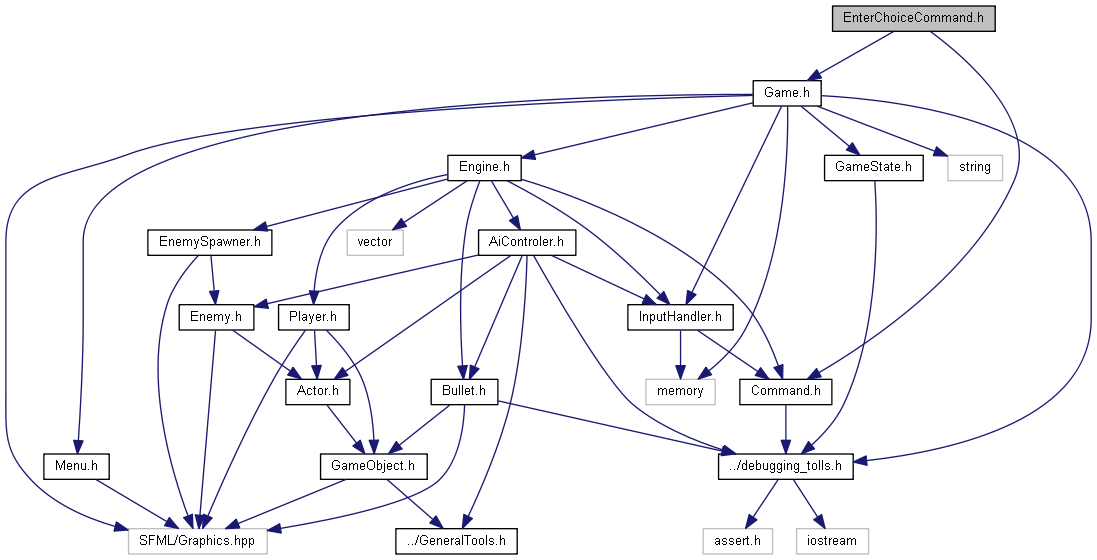 EnterChoiceCommand.h
Game.h
Engine.h
GameState.h
string
EnemySpawner.h
vector
AiControler.h
Enemy.h
Player.h
InputHandler.h
Actor.h
Bullet.h
memory
Command.h
Menu.h
GameObject.h
../debugging_tolls.h
SFML/Graphics.hpp
../GeneralTools.h
assert.h
iostream